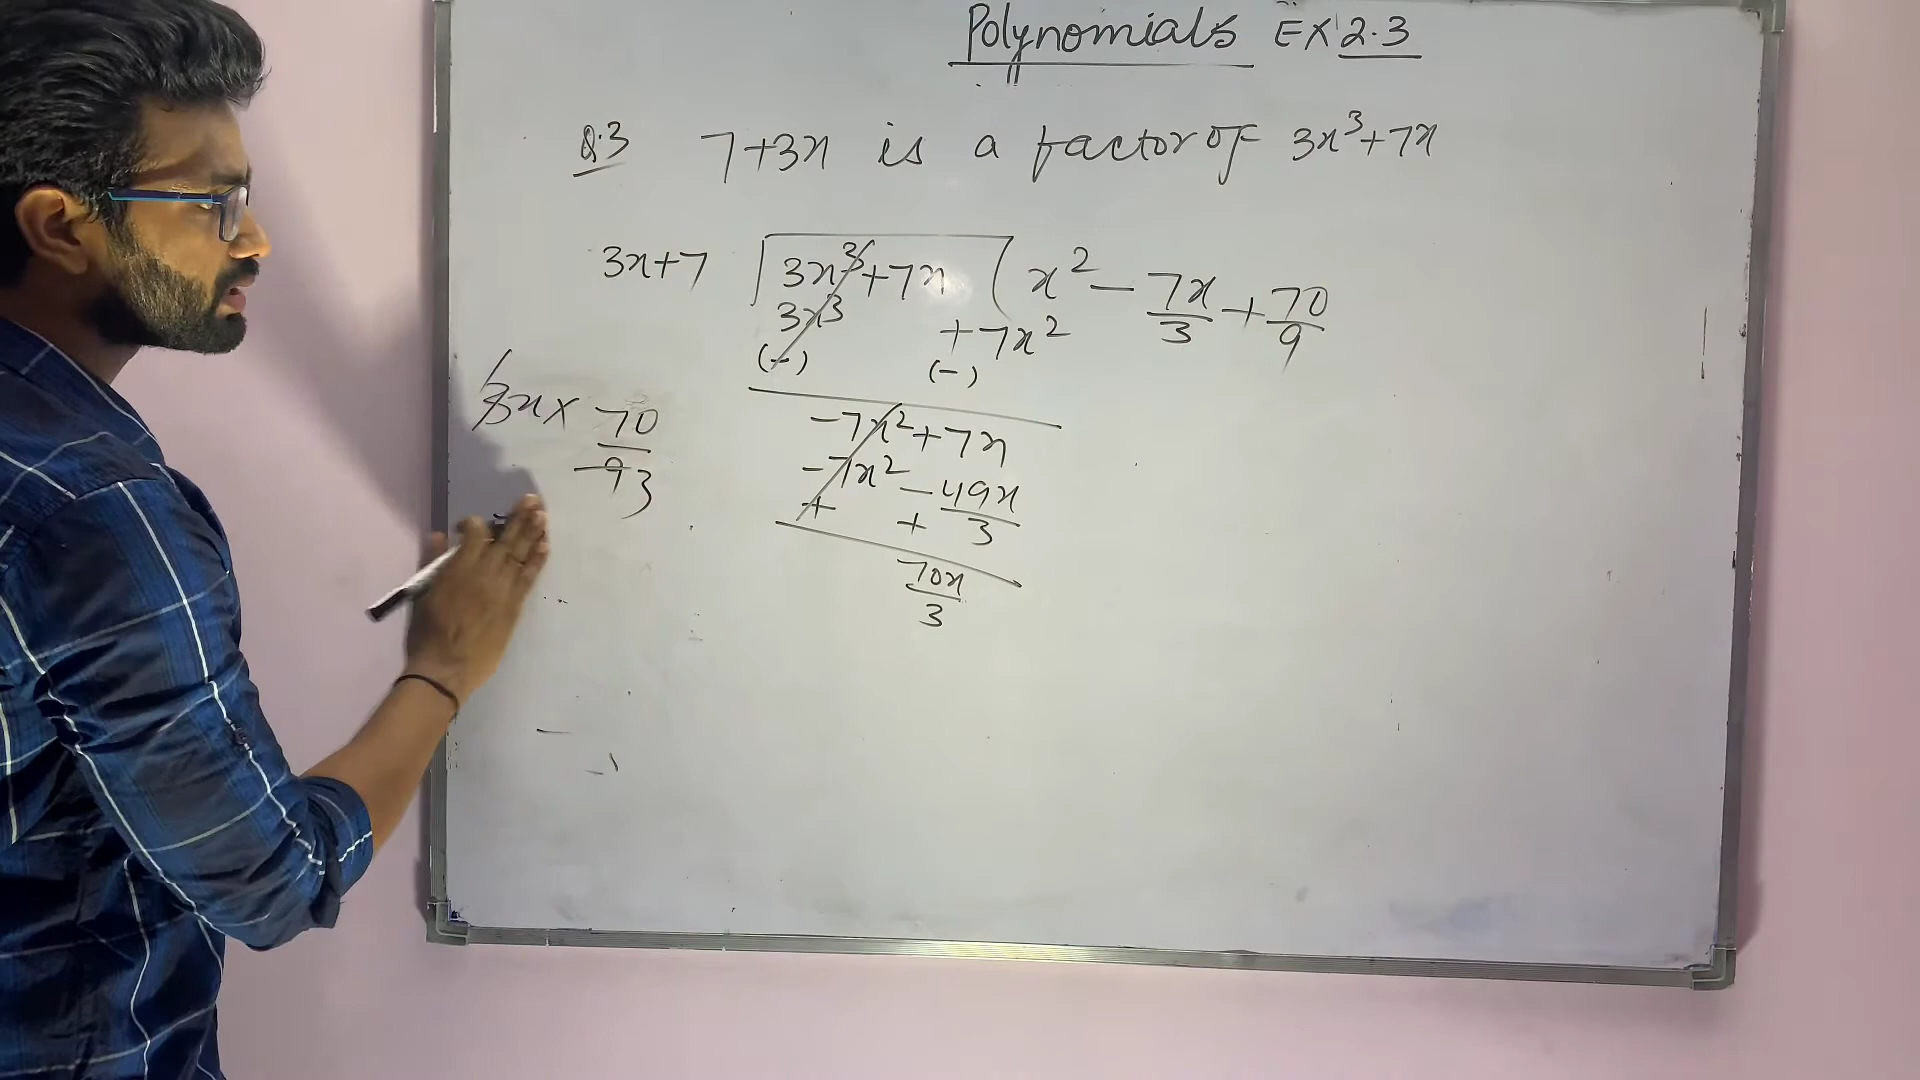 Polynomials EX 2.3
Q.3 7+3x is a factor of 3x³+7x
3x+7 3x³+7x x² - 7x/3 + 70/9
3x³ +7x²
(-) (-)
3x × 70/9 3
-7x²+7x
-7x² - 49x/3
+ +
70x/3